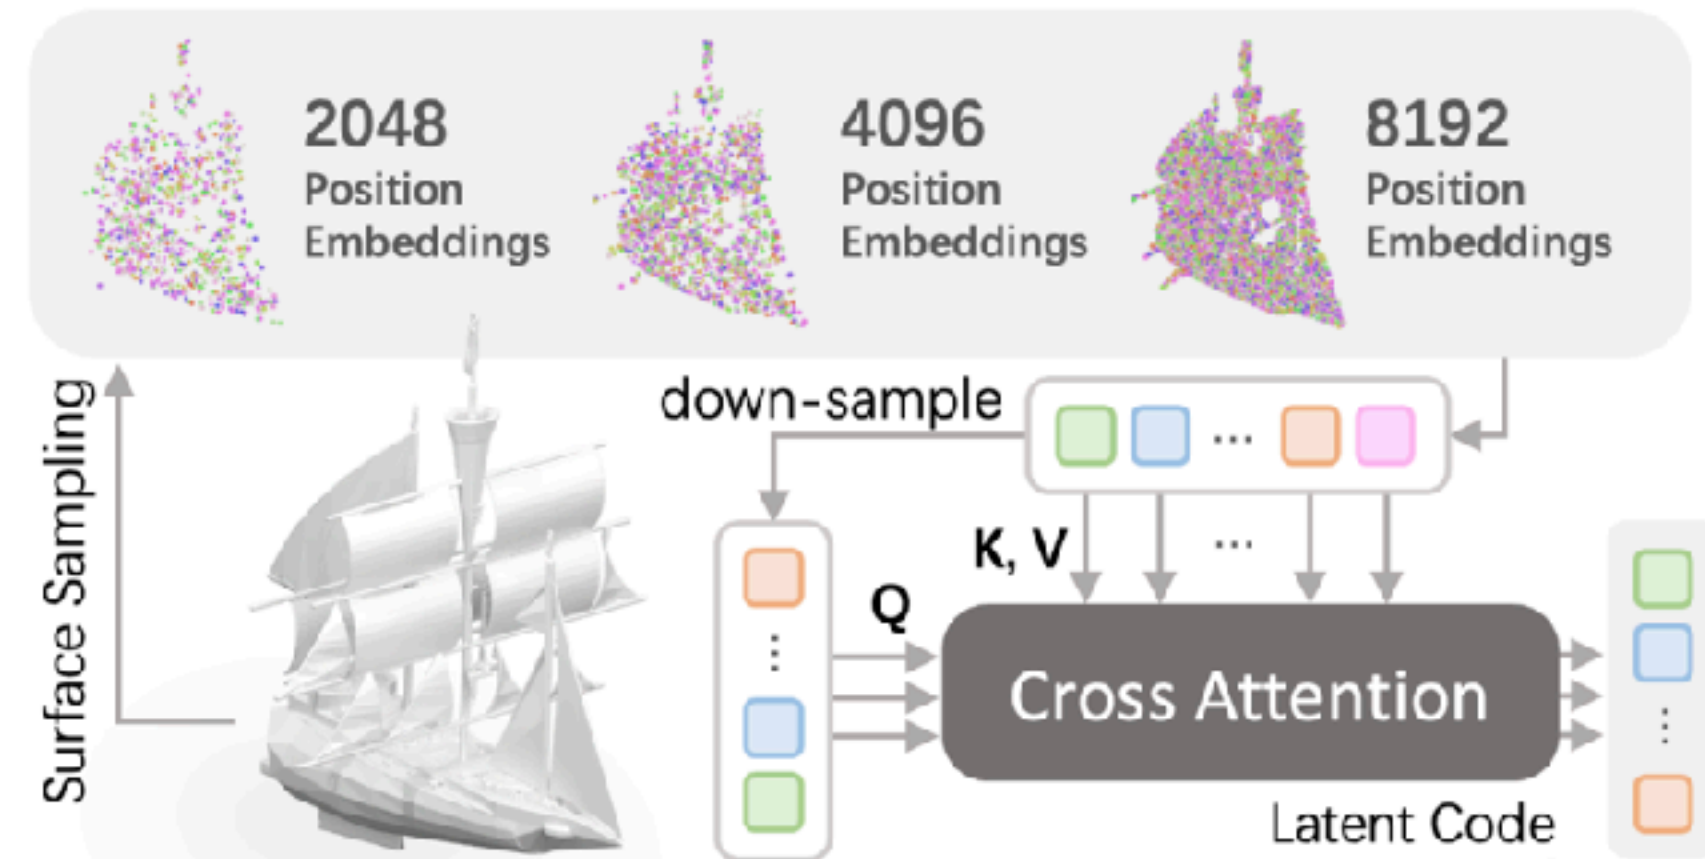 2048
Position
Embeddings
4096
Position
Embeddings
8192
Position
Embeddings
Surface Sampling
down-sample
...
K, V
...
Q
...
Cross Attention
...
Latent Code